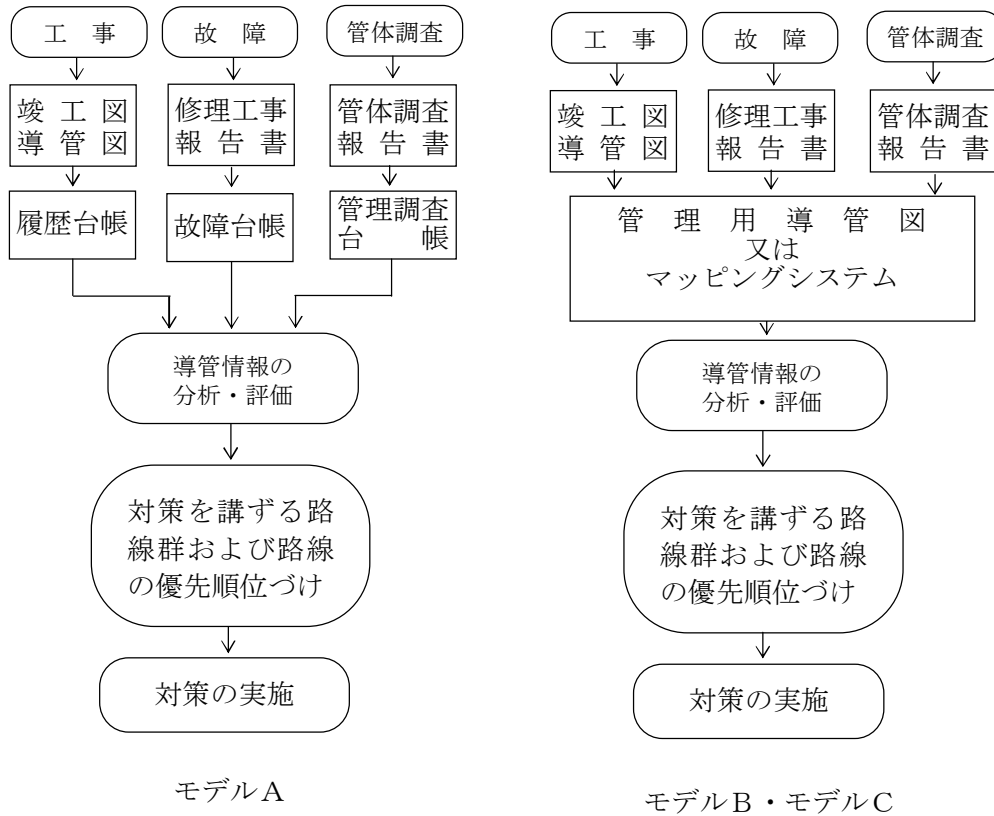 工 事
故 障
管体調査
竣 工 図
導 管 図
修理工事
報 告 書
管体調査
報 告 書
履歴台帳
故障台帳
管理調査
台 帳
導管情報の
分析・評価
対策を講ずる路
線群および路線
の優先順位づけ
対策の実施
モデルA
工 事
故 障
管体調査
竣 工 図
導 管 図
修理工事
報 告 書
管体調査
報 告 書
管 理 用 導 管 図
又は
マッピングシステム
導管情報の
分析・評価
対策を講ずる路
線群および路線
の優先順位づけ
対策の実施
モデルB・モデルC